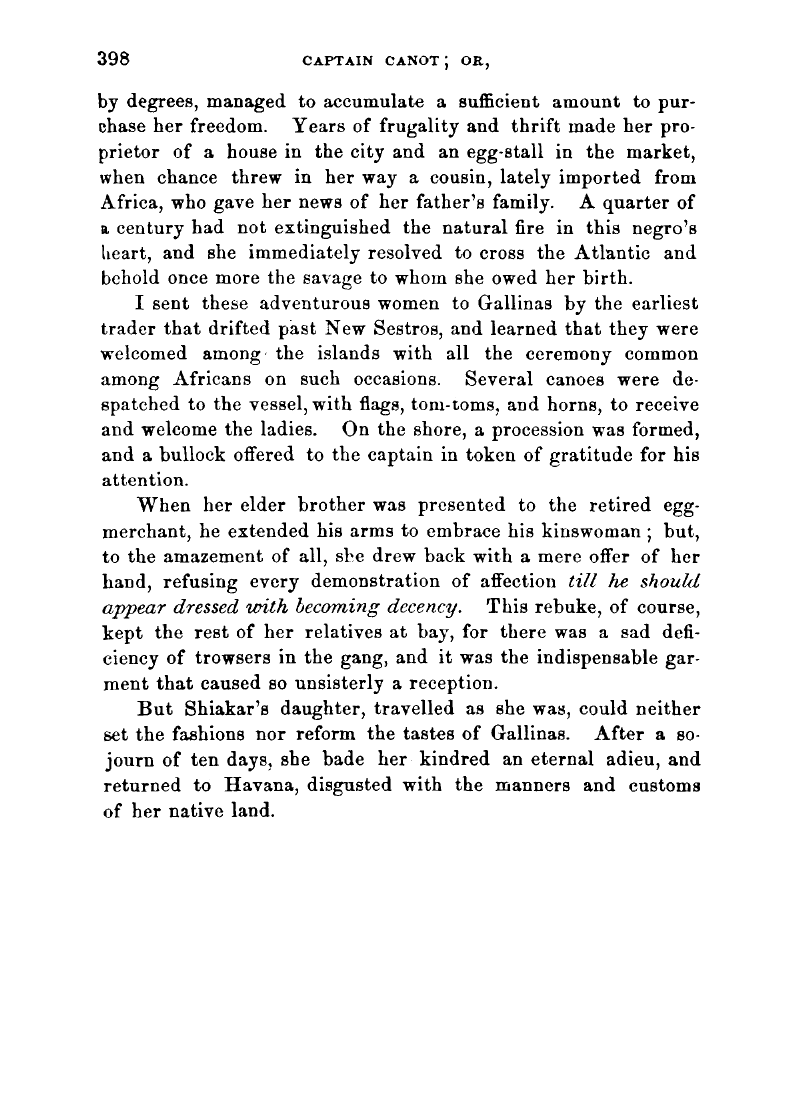 398 CAPTAIN CANOT; OR,
by degrees, managed to accumulate a sufficient amount to pur-
chase her freedom. Years of frugality and thrift made her pro-
prietor of a house in the city and an egg-stall in the market,
when chance threw in her way a cousin, lately imported from
Africa, who gave her news of her father's family. A quarter of
a century had not extinguished the natural fire in this negro's
heart, and she immediately resolved to cross the Atlantic and
behold once more the savage to whom she owed her birth.
I sent these adventurous women to Gallinas by the earliest
trader that drifted past New Sestros, and learned that they were
welcomed among the islands with all the ceremony common
among Africans on such occasions. Several canoes were de-
spatched to the vessel, with flags, tom-toms, and horns, to receive
and welcome the ladies. On the shore, a procession was formed,
and a bullock offered to the captain in token of gratitude for his
attention.
When her elder brother was presented to the retired egg-
merchant, he extended his arms to embrace his kinswoman; but,
to the amazement of all, she drew back with a mere offer of her
hand, refusing every demonstration of affection till he should
appear dressed with becoming decency. This rebuke, of course,
kept the rest of her relatives at bay, for there was a sad defi-
ciency of trowsers in the gang, and it was the indispensable gar-
ment that caused so unsisterly a reception.
But Shiakar's daughter, travelled as she was, could neither
set the fashions nor reform the tastes of Gallinas. After a so-
journ of ten days, she bade her kindred an eternal adieu, and
returned to Havana, disgusted with the manners and customs
of her native land.